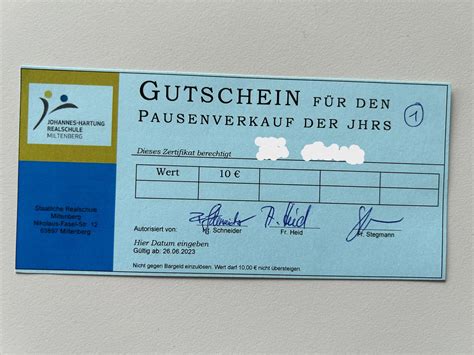 JOHANNES-HARTUNG
REALSCHULE
MILTENBERG
GUTSCHEIN FÜR DEN
PAUSENVERKAUF DER JHRS
1
Dieses Zertifikat berechtigt
Wert 10 €
Staatliche Realschule
Miltenberg
Nikolaus-Fasel-Str. 12
63897 Miltenberg
Autorisiert von:
Schneider
Fr. Heid
Stegmann
Hier Datum eingeben
Gültig ab: 26.06.2023
Nicht gegen Bargeld einzulösen. Wert darf 10,00 € nicht übersteigen.